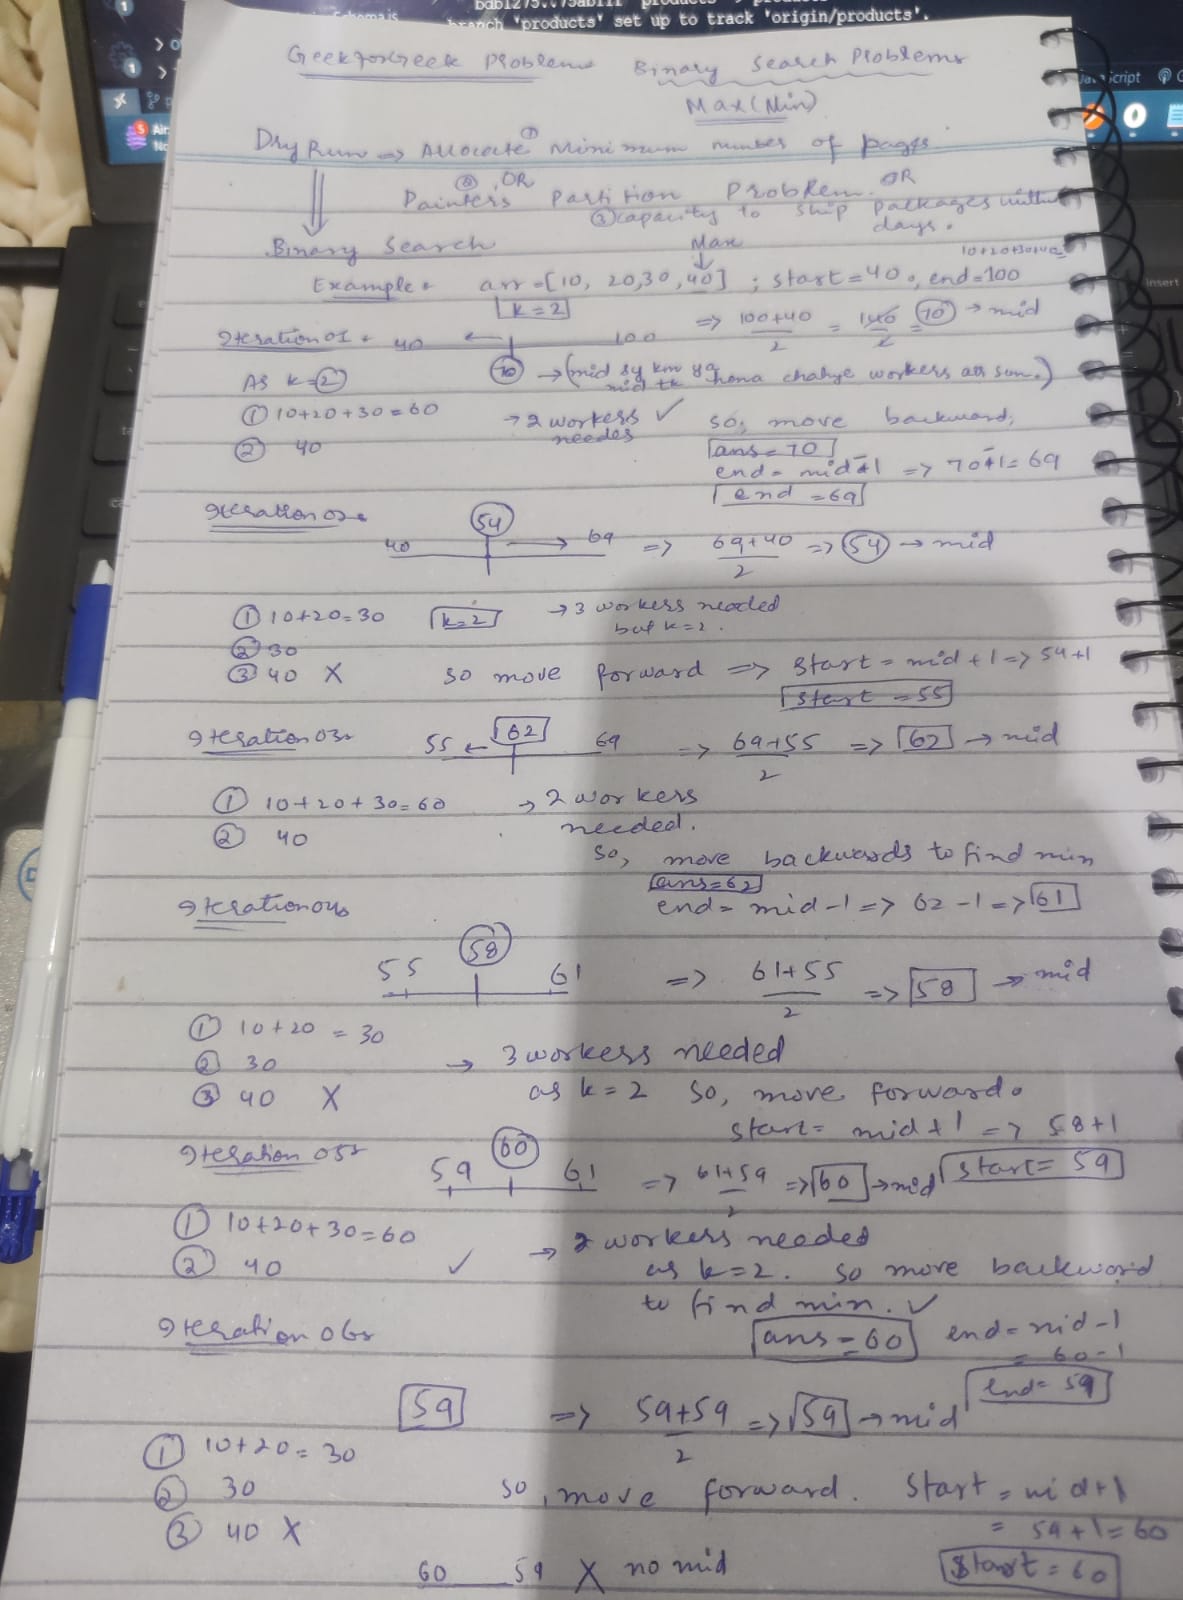 branch 'products' set up to track 'origin/products'.
GeekforGeek Problems Binary Search Problems
Max(Min)
Dry Run => Allocate ① Minimum number of pages
② OR
Painters Partition Problem. OR
③ capacity to ship packages within
days.
Binary Search
Max
10+20+30+40=
Example: arr=[10, 20,30,40] ; start=40, end=100
k=2
Iteration 01: 40 70 100 => 100+40/2 = 140/2 = 70 → mid
As k=2 → (mid sy km ya mid tk hona chahye workers arr sum.)
① 10+20+30=60 → 2 workers needes ✓ so, move backward,
② 40
ans=70
end= mid-1 => 70-1=69
end=69
Iteration 02:
40 54 69 => 69+40/2 => 54 → mid
① 10+20=30 k=2 → 3 workers needed
but k=2.
② 30
③ 40 X so move forward => start = mid+1 => 54+1
start=55
Iteration 03: 55 62 69 => 69+55/2 => 62 → mid
① 10+20+30=60 → 2 workers
② 40 needed.
so, move backwards to find min
ans=62
end= mid-1 => 62-1 => 61
Iteration 04:
55 58 61 => 61+55/2 => 58 → mid
① 10+20 = 30
② 30 → 3 workers needed
③ 40 X as k=2 so, move forward.
start= mid+1 => 58+1
start= 59
Iteration 05: 59 60 61 => 61+59/2 => 60 → mid
① 10+20+30=60
② 40 ✓ → 2 workers needed
as k=2. so move backword
to find min. ✓
ans=60 end=mid-1
= 60-1
end= 59
Iteration 06:
59 => 59+59/2 => 59 → mid
① 10+20= 30
② 30 so, move forward. Start = mid+1
③ 40 X = 59+1=60
60 59 X no mid start=60